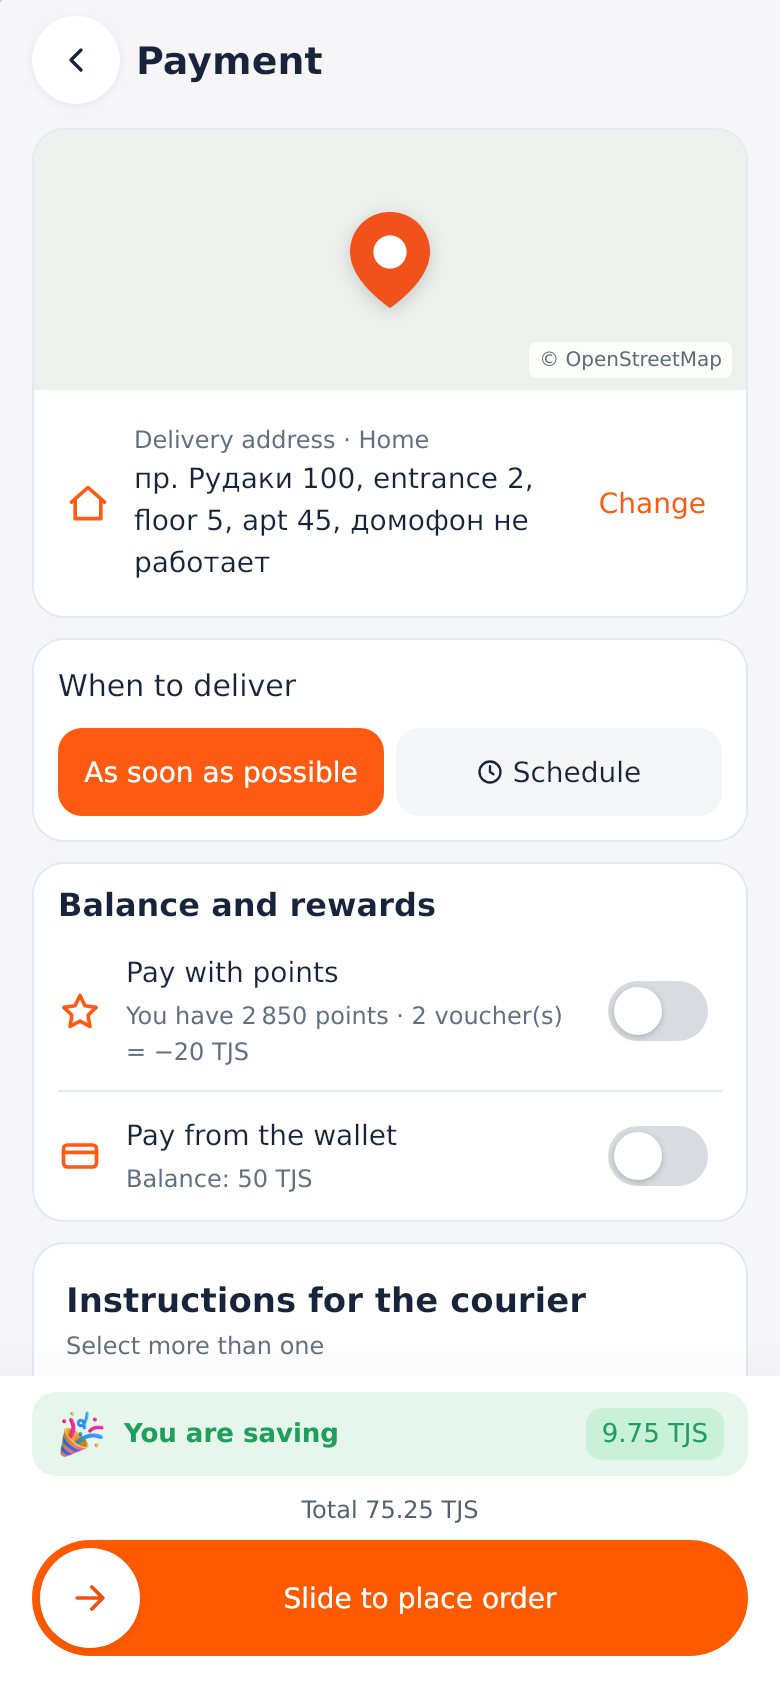 Payment
© OpenStreetMap
Delivery address · Home
пр. Рудаки 100, entrance 2,
floor 5, apt 45, домофон не
работает
Change
When to deliver
As soon as possible
Schedule
Balance and rewards
Pay with points
You have 2 850 points · 2 voucher(s)
= −20 TJS
Pay from the wallet
Balance: 50 TJS
Instructions for the courier
Select more than one
You are saving
9.75 TJS
Total 75.25 TJS
Slide to place order